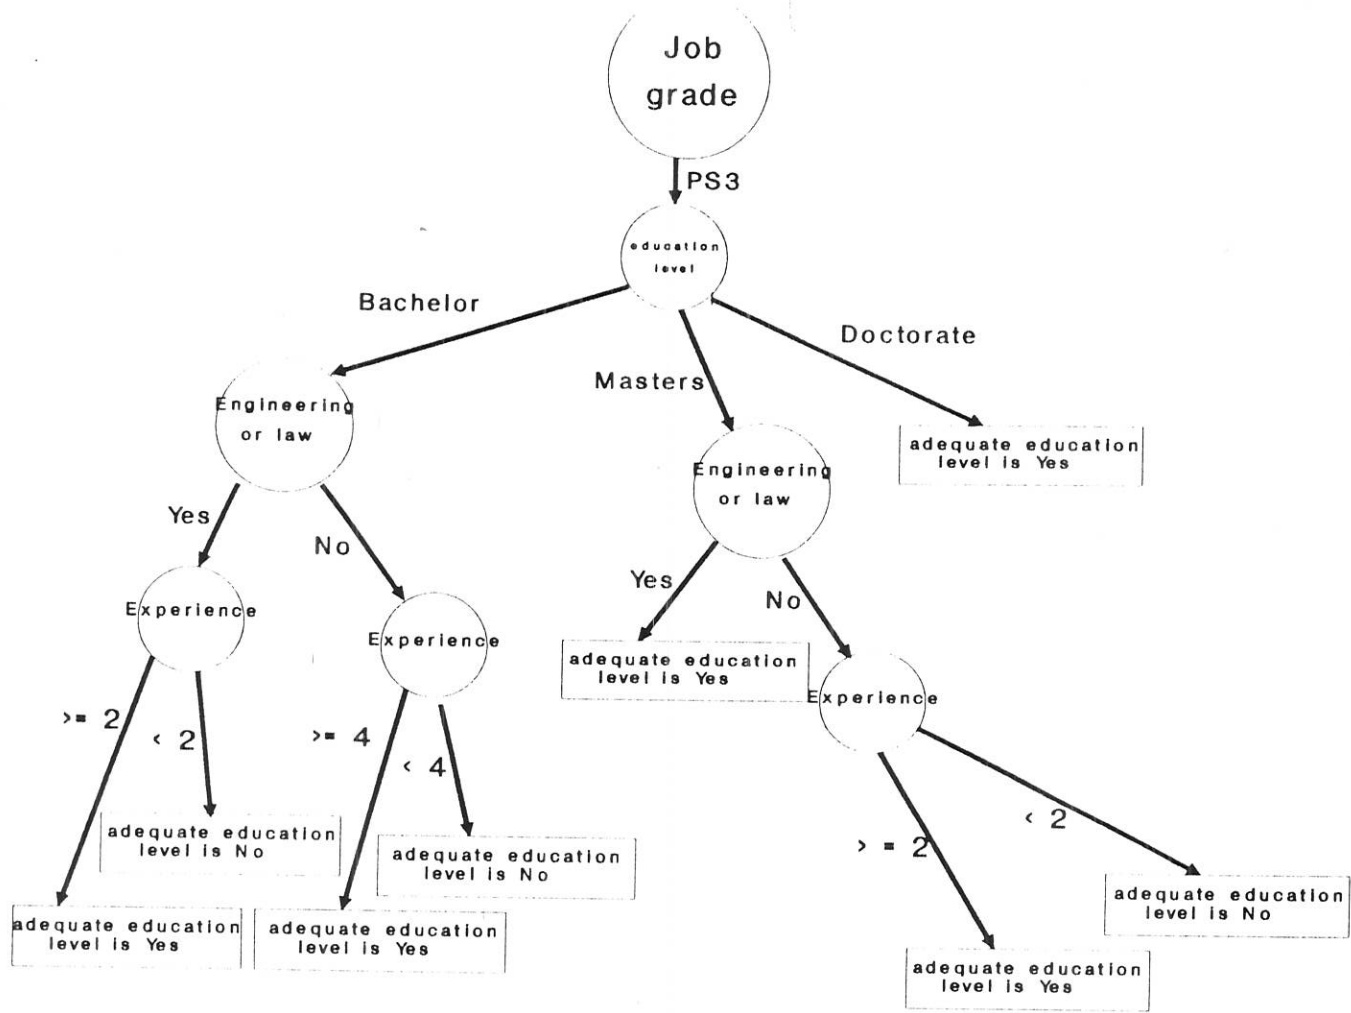 Job
grade
PS3
education
level
Bachelor
Doctorate
Masters
Engineering
or law
adequate education
level is Yes
Engineering
or law
Yes
No
Yes
No
Experience
Experience
adequate education
level is Yes
Experience
>= 2
< 2
>= 4
< 4
< 2
> = 2
adequate education
level is No
adequate education
level is No
adequate education
level is No
adequate education
level is Yes
adequate education
level is Yes
adequate education
level is Yes